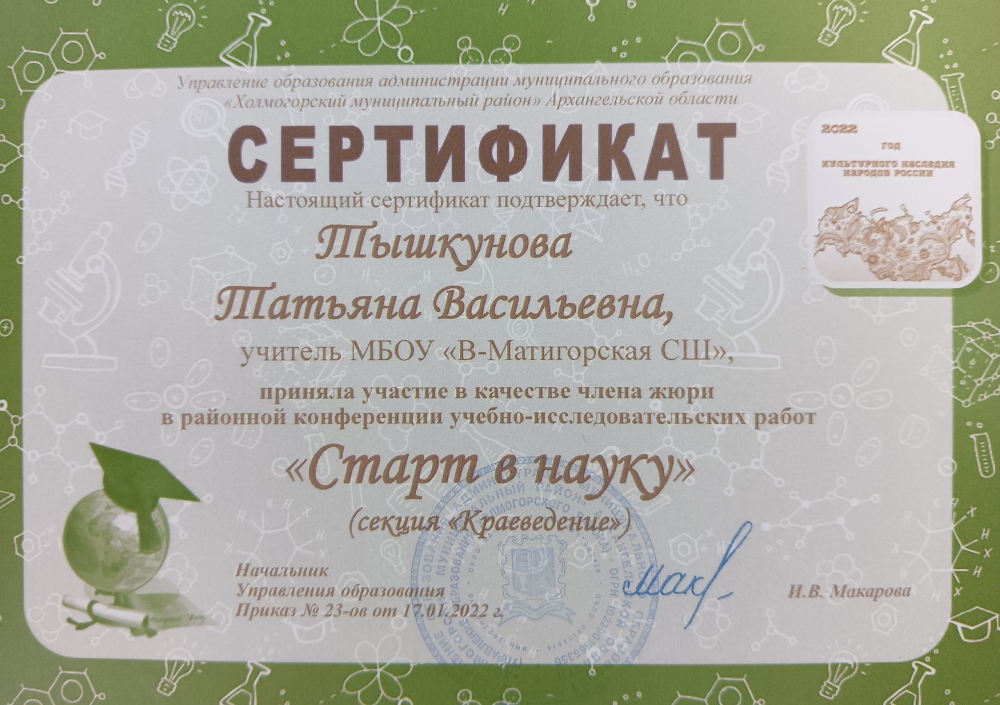 Управление образования администрации муниципального образования
«Холмогорский муниципальный район» Архангельской области
СЕРТИФИКАТ
2022
ГОД
КУЛЬТУРНОГО НАСЛЕДИЯ
НАРОДОВ РОССИИ
Настоящий сертификат подтверждает, что
Тышкунова
Татьяна Васильевна,
учитель МБОУ «В-Матигорская СШ»,
приняла участие в качестве члена жюри
в районной конференции учебно-исследовательских работ
«Старт в науку»
(секция «Краеведение»)
Начальник
Управления образования
Приказ № 23-ов от 17.01.2022 г.
И.В. Макарова